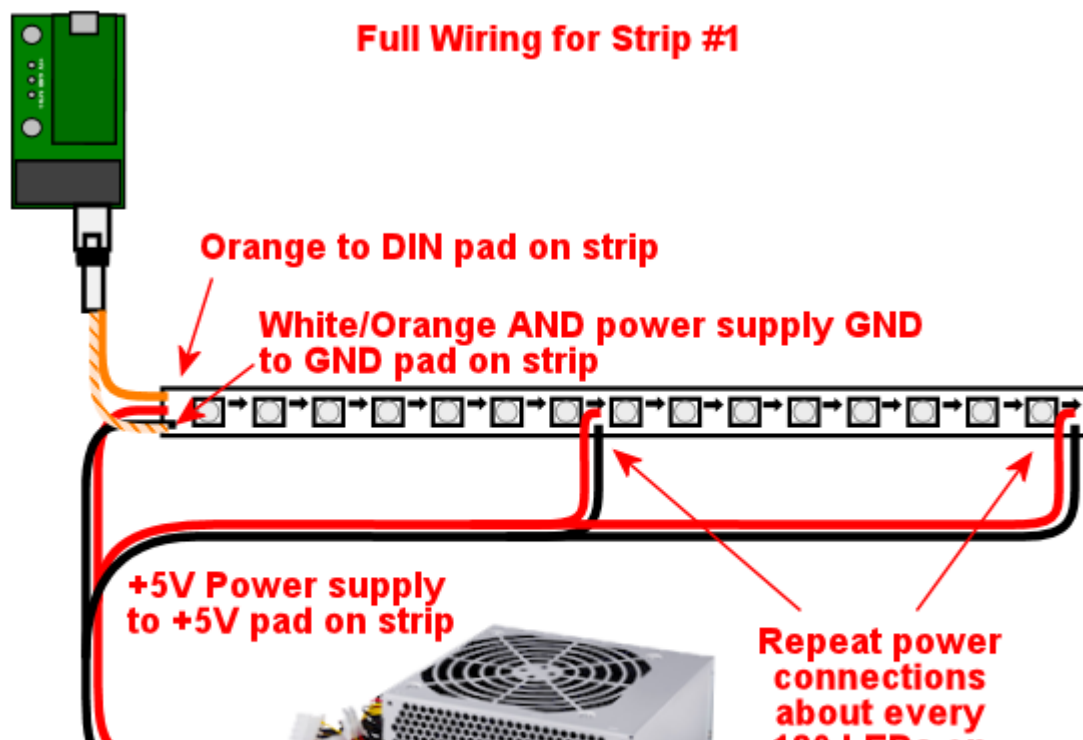 Full Wiring for Strip #1
Orange to DIN pad on strip
White/Orange AND power supply GND
to GND pad on strip
+5V Power supply
to +5V pad on strip
Repeat power
connections
about every